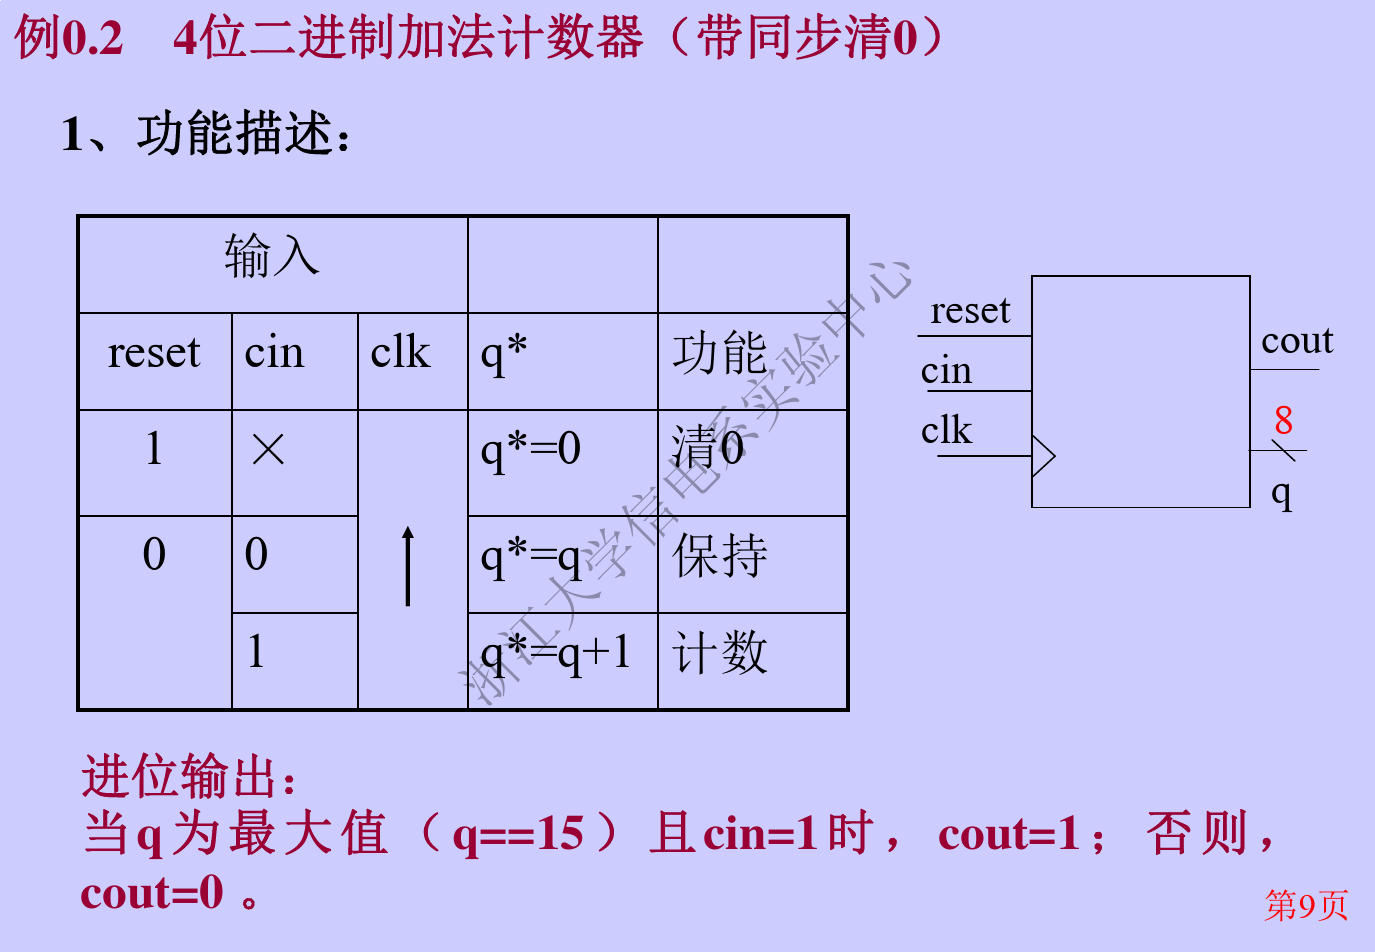 例0.2 4位二进制加法计数器（带同步清0）
1、功能描述：
输入
reset cin clk q* 功能
1 × q*=0 清0
0 0 ↑ q*=q 保持
1 q*=q+1 计数
reset
cin
clk
cout
8
q
浙江大学信电系实验中心
进位输出：
当q为最大值（q==15）且cin=1时，cout=1；否则，
cout=0 。
第9页